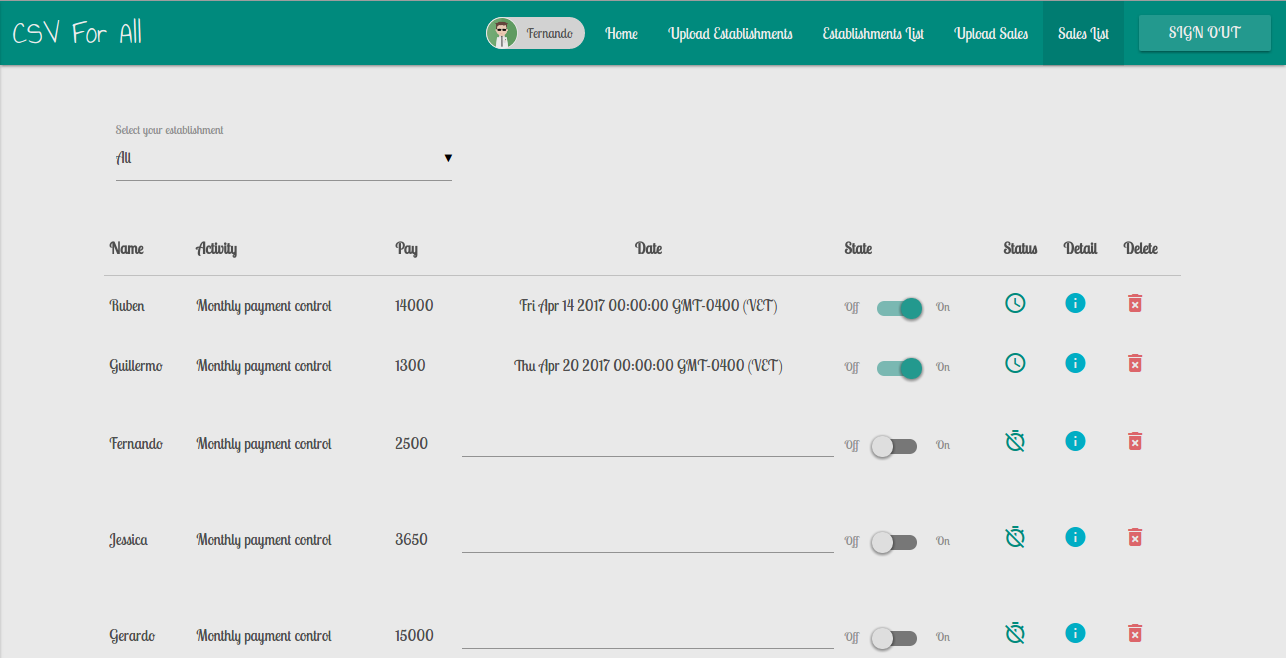 CSV For All Fernando Home Upload Establishments Establishments List Upload Sales Sales List SIGN OUT
Select your establishment
All
Name Activity Pay Date State Status Detail Delete
Ruben Monthly payment control 14000 Fri Apr 14 2017 00:00:00 GMT-0400 (VET) Off On
Guillermo Monthly payment control 1300 Thu Apr 20 2017 00:00:00 GMT-0400 (VET) Off On
Fernando Monthly payment control 2500 Off On
Jessica Monthly payment control 3650 Off On
Gerardo Monthly payment control 15000 Off On